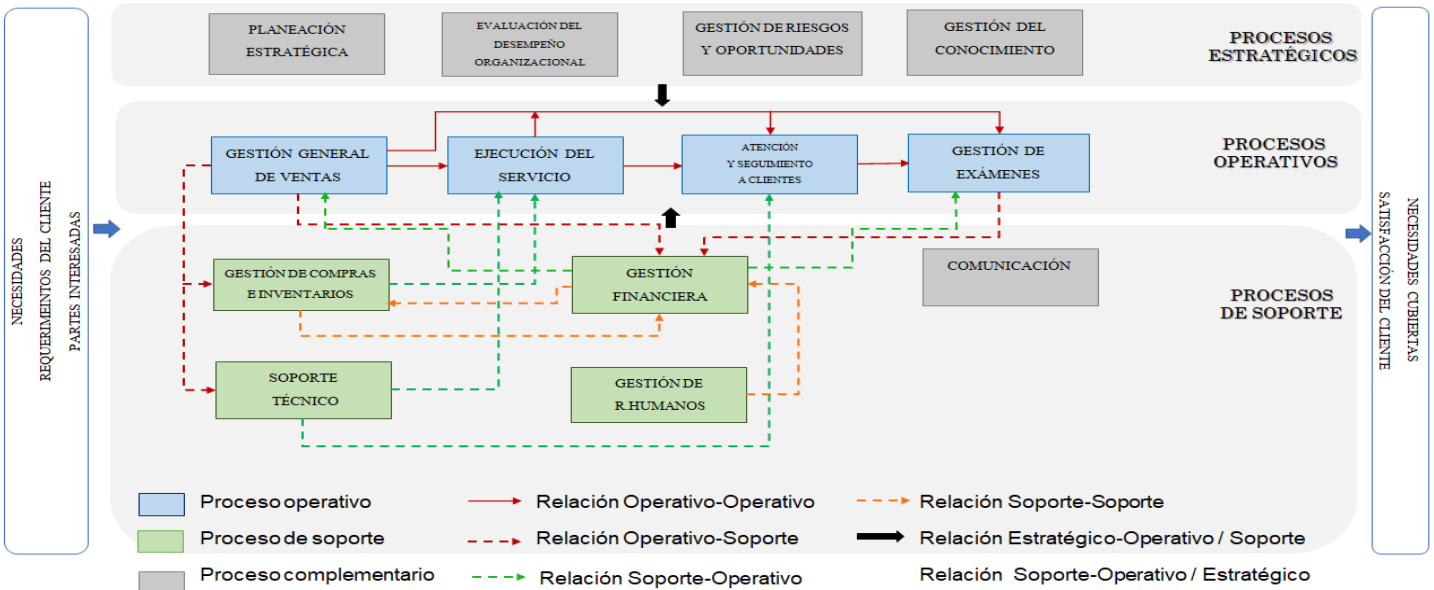 NECESIDADES
REQUERIMIENTOS DEL CLIENTE
PARTES INTERESADAS
PLANEACIÓN
ESTRATÉGICA
EVALUACIÓN DEL
DESEMPEÑO
ORGANIZACIONAL
GESTIÓN DE RIESGOS
Y OPORTUNIDADES
GESTIÓN DEL
CONOCIMIENTO
PROCESOS
ESTRATÉGICOS
GESTIÓN GENERAL
DE VENTAS
EJECUCIÓN DEL
SERVICIO
ATENCIÓN
Y SEGUIMIENTO
A CLIENTES
GESTIÓN DE
EXÁMENES
PROCESOS
OPERATIVOS
GESTIÓN DE COMPRAS
E INVENTARIOS
GESTIÓN
FINANCIERA
COMUNICACIÓN
PROCESOS
DE SOPORTE
SOPORTE
TÉCNICO
GESTIÓN DE
R.HUMANOS
Proceso operativo
Relación Operativo-Operativo
Relación Soporte-Soporte
Proceso de soporte
Relación Operativo-Soporte
Relación Estratégico-Operativo / Soporte
Proceso complementario
Relación Soporte-Operativo
Relación Soporte-Operativo / Estratégico
NECESIDADES CUBIERTAS
SATISFACCIÓN DEL CLIENTE